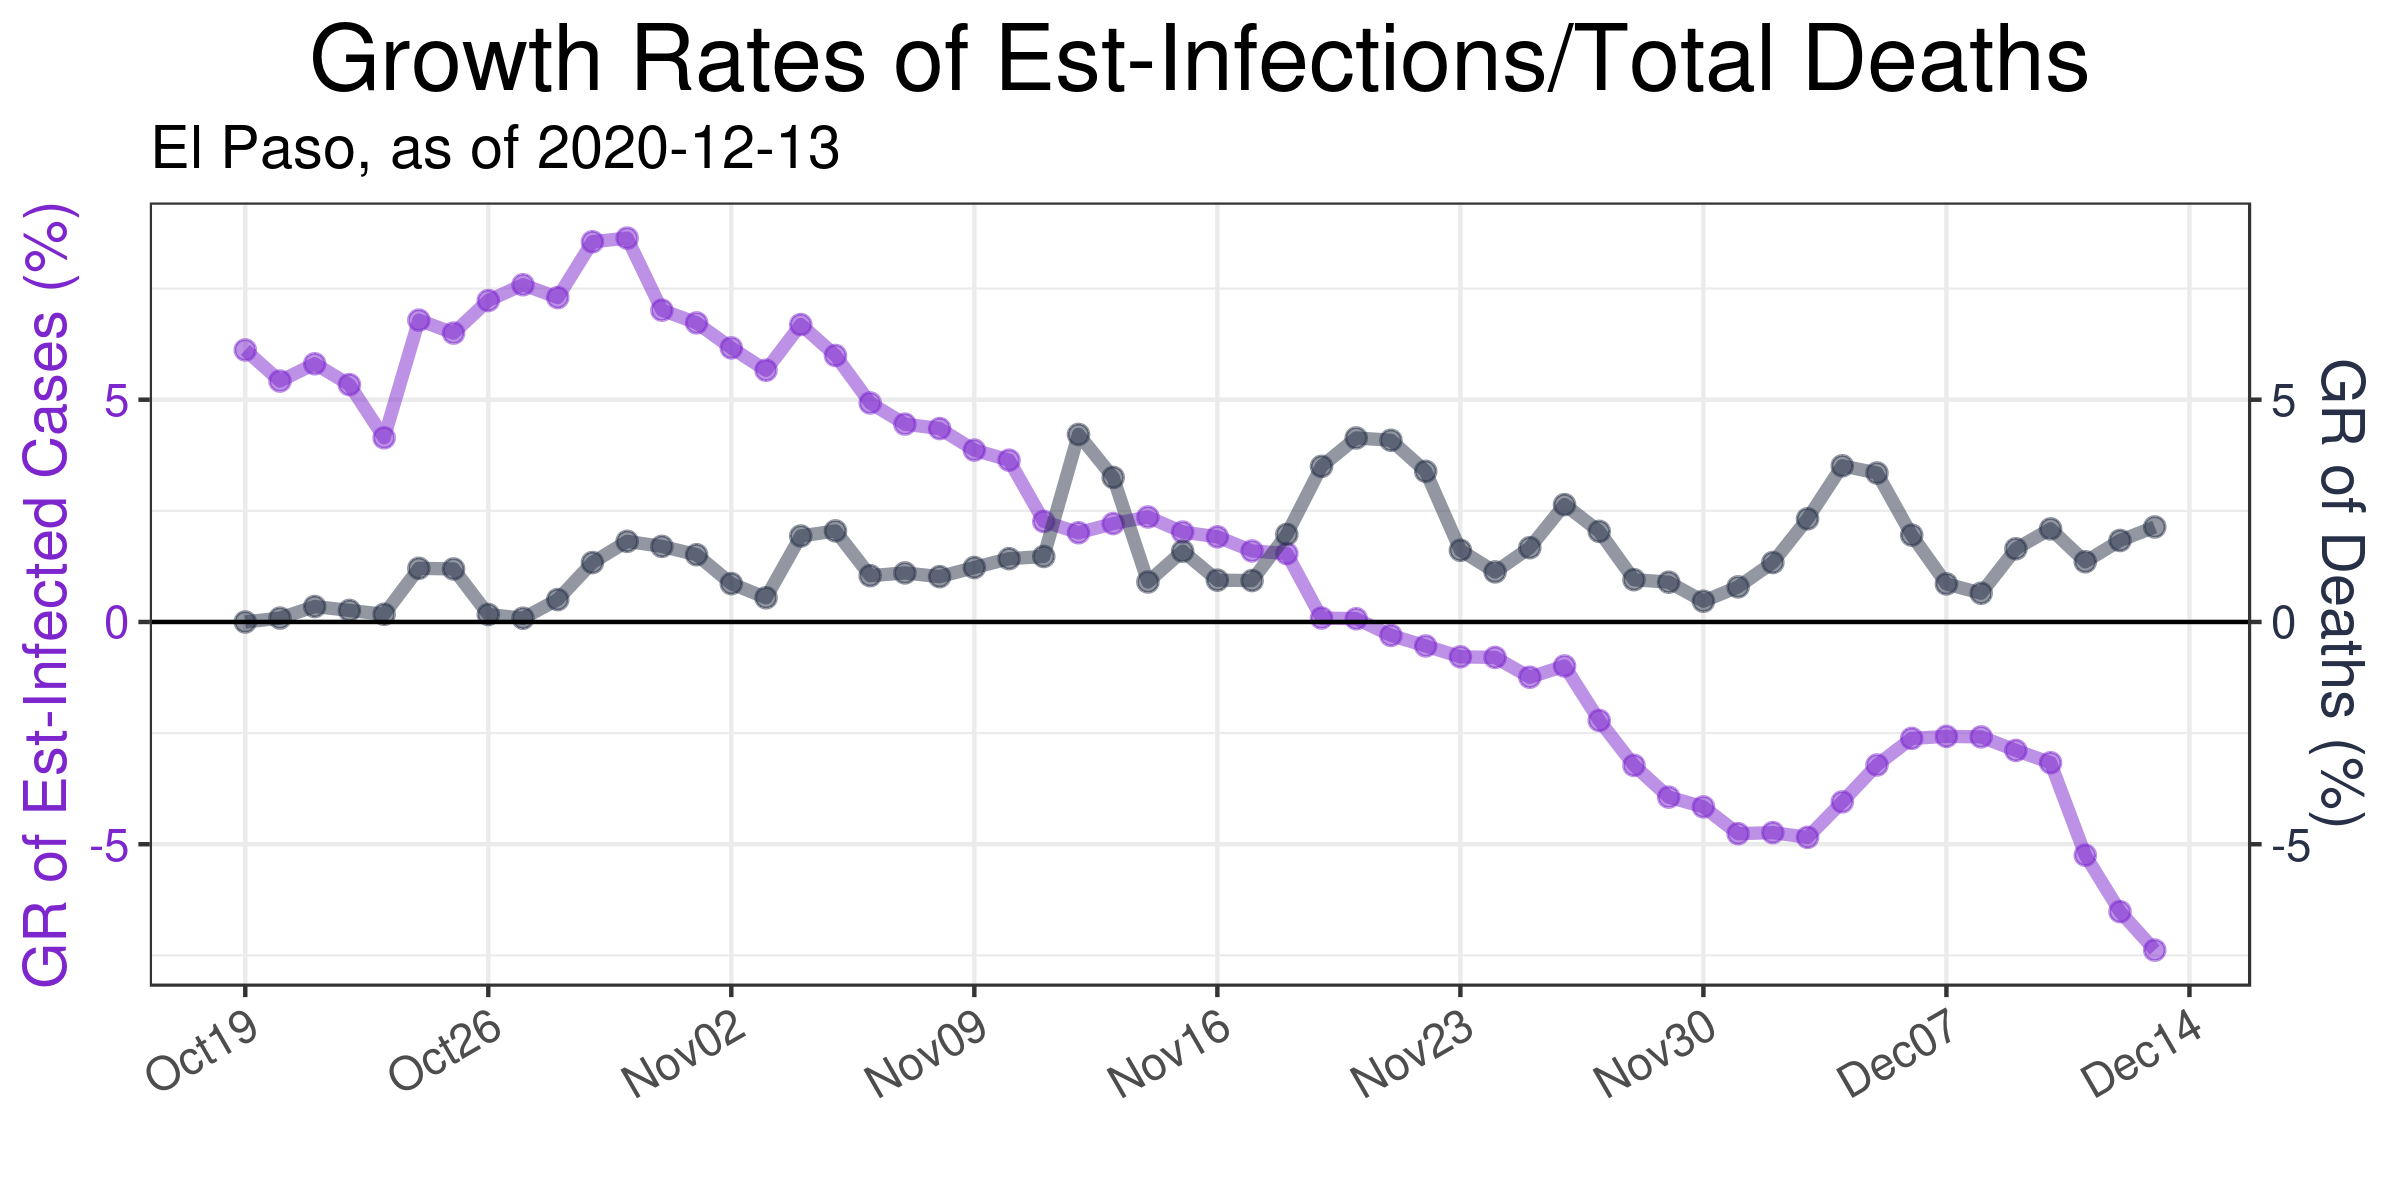 Growth Rates of Est-Infections/Total Deaths
El Paso, as of 2020-12-13
GR of Est-Infected Cases (%)
5
0
-5
GR of Deaths (%)
5
0
-5
Oct19
Oct26
Nov02
Nov09
Nov16
Nov23
Nov30
Dec07
Dec14